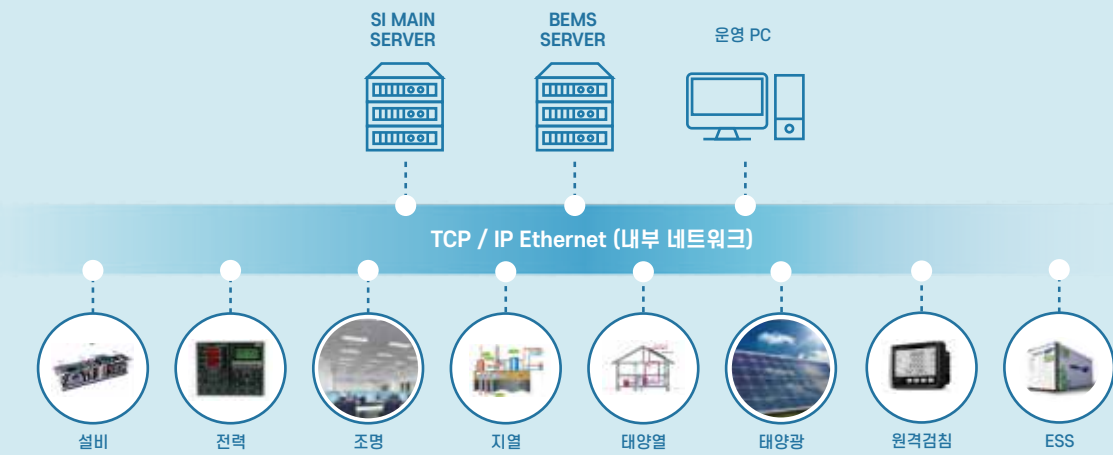 SI MAIN
SERVER
BEMS
SERVER
운영 PC
TCP / IP Ethernet (내부 네트워크)
설비
전력
조명
지열
태양열
태양광
원격검침
ESS